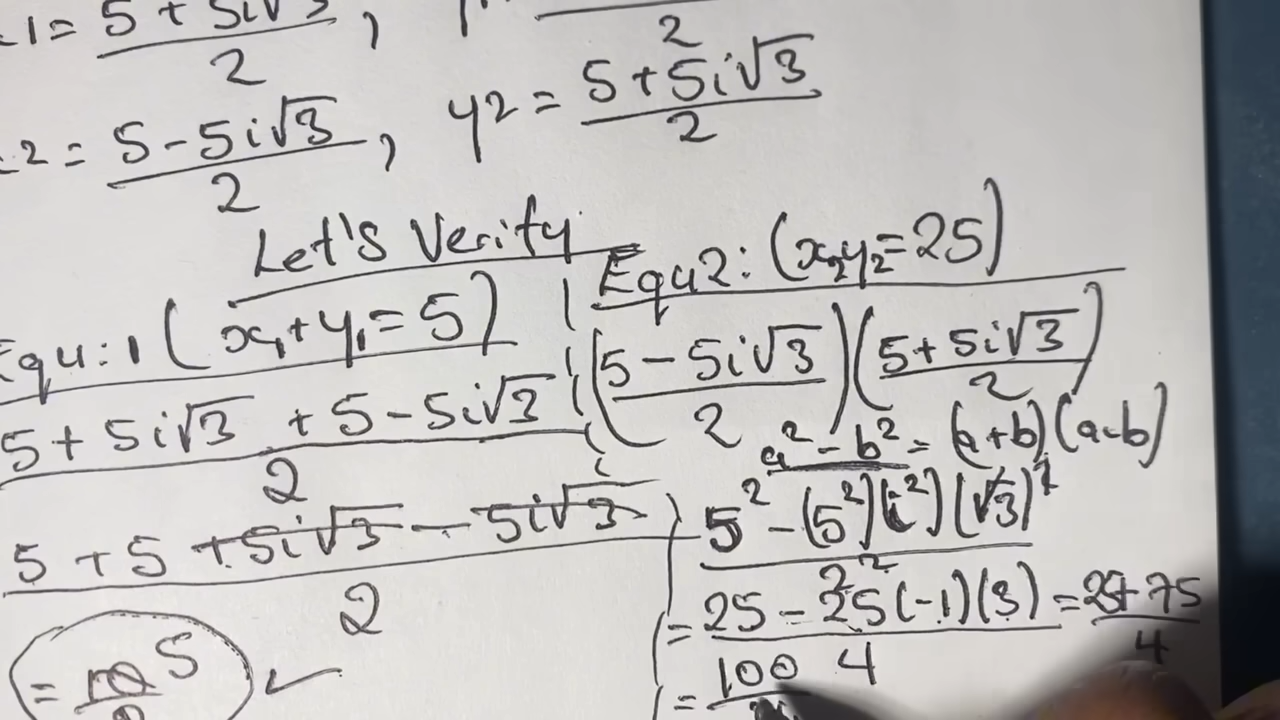 1 = 5 + 5i√3 / 2 ,
2 = 5 - 5i√3 / 2 , y2 = 5 + 5i√3 / 2
2
Let's Verify
Equ:1 ( x₁ + y₁ = 5 )
5 + 5i√3 + 5 - 5i√3 / 2
5 + 5 + 5i√3 - 5i√3 / 2
= 10 5 ✓
Equ2: (x₂y₂ = 25)
(5 - 5i√3 / 2) (5 + 5i√3 / 2)
a² - b² = (a+b)(a-b)
5² - (5²)(i²)(√3)² / 2²
= 25 - 25(-1)(3) / 4 = 25 + 75 / 4
= 100